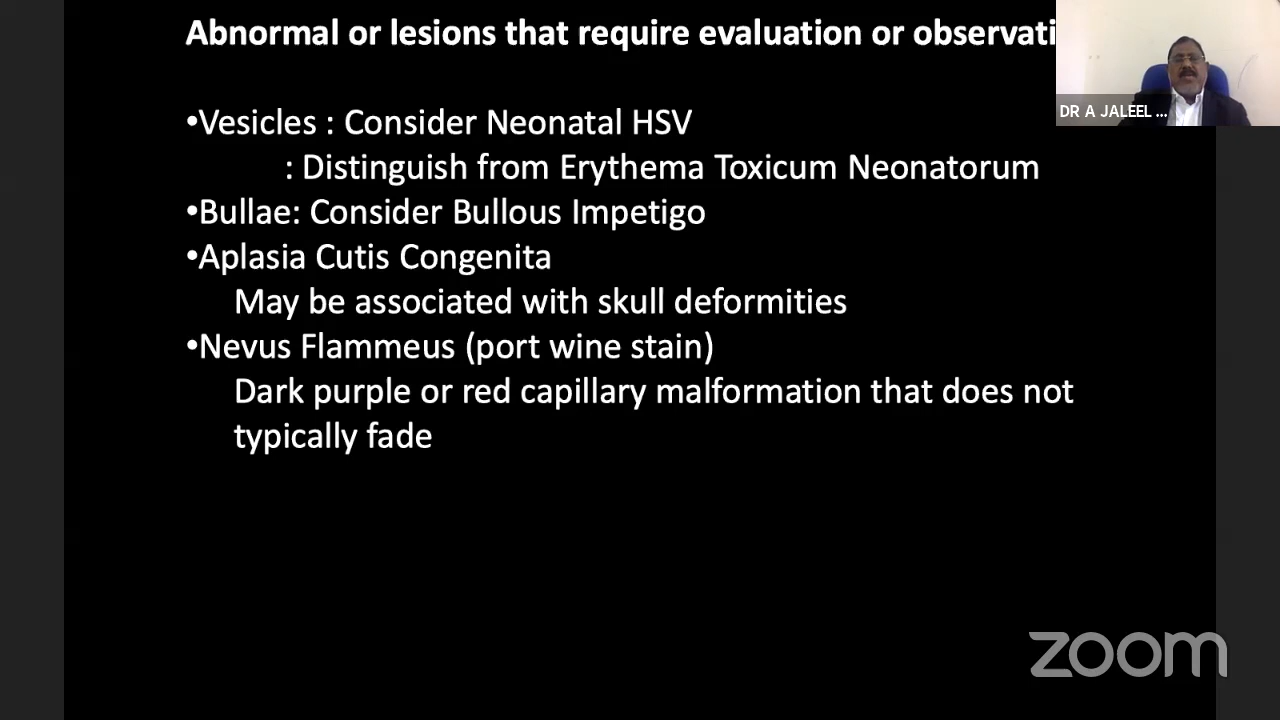 Abnormal or lesions that require evaluation or observati
DR A JALEEL ...
•Vesicles : Consider Neonatal HSV
: Distinguish from Erythema Toxicum Neonatorum
•Bullae: Consider Bullous Impetigo
•Aplasia Cutis Congenita
May be associated with skull deformities
•Nevus Flammeus (port wine stain)
Dark purple or red capillary malformation that does not
typically fade
zoom